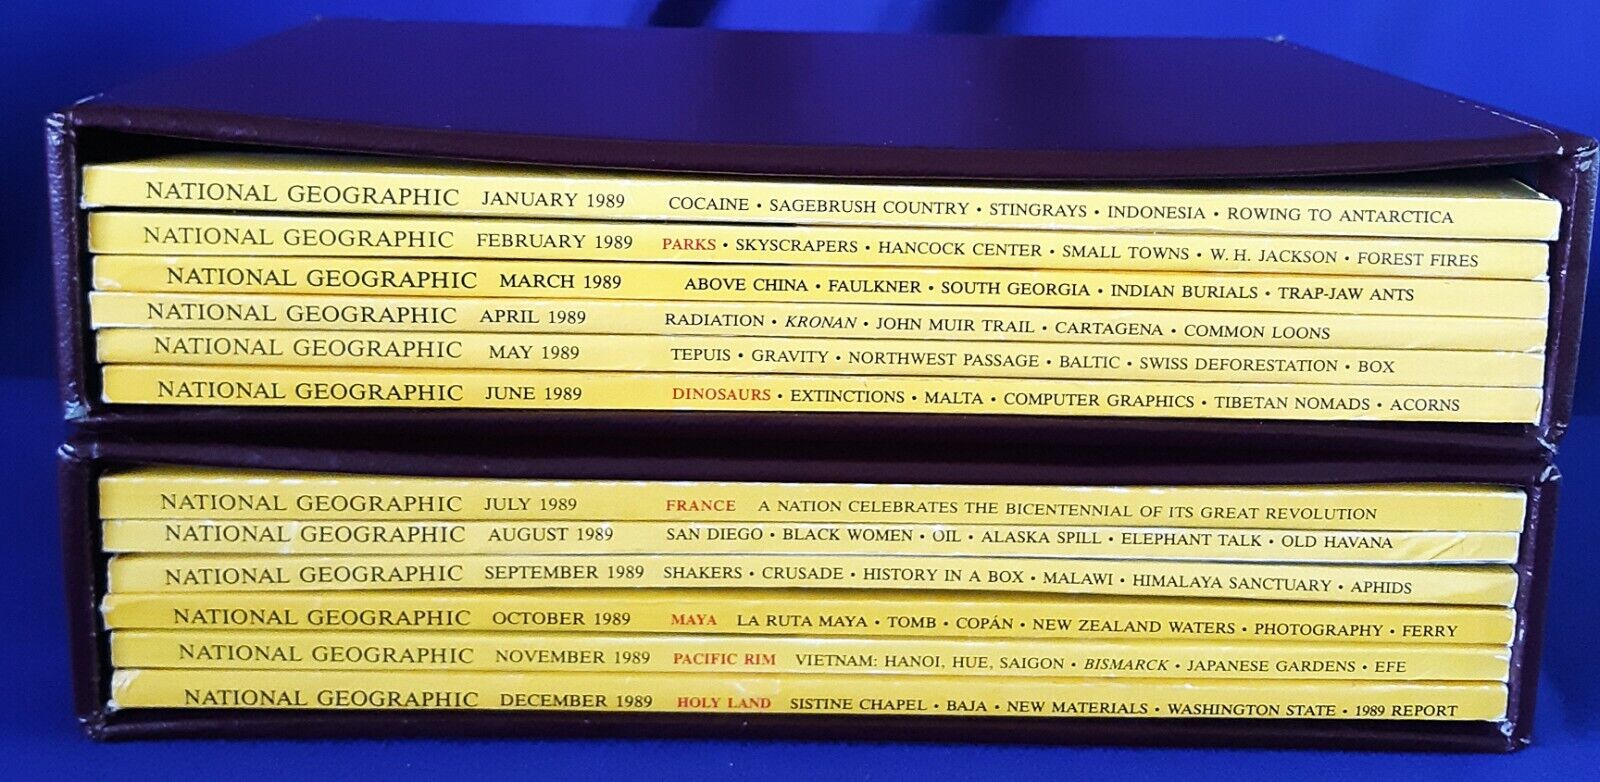 NATIONAL GEOGRAPHIC JANUARY 1989 COCAINE • SAGEBRUSH COUNTRY • STINGRAYS • INDONESIA • ROWING TO ANTARCTICA
NATIONAL GEOGRAPHIC FEBRUARY 1989 PARKS • SKYSCRAPERS • HANCOCK CENTER • SMALL TOWNS • W. H. JACKSON • FOREST FIRES
NATIONAL GEOGRAPHIC MARCH 1989 ABOVE CHINA • FAULKNER • SOUTH GEORGIA • INDIAN BURIALS • TRAP-JAW ANTS
NATIONAL GEOGRAPHIC APRIL 1989 RADIATION • KRONAN • JOHN MUIR TRAIL • CARTAGENA • COMMON LOONS
NATIONAL GEOGRAPHIC MAY 1989 TEPUIS • GRAVITY • NORTHWEST PASSAGE • BALTIC • SWISS DEFORESTATION • BOX
NATIONAL GEOGRAPHIC JUNE 1989 DINOSAURS • EXTINCTIONS • MALTA • COMPUTER GRAPHICS • TIBETAN NOMADS • ACORNS
NATIONAL GEOGRAPHIC JULY 1989 FRANCE A NATION CELEBRATES THE BICENTENNIAL OF ITS GREAT REVOLUTION
NATIONAL GEOGRAPHIC AUGUST 1989 SAN DIEGO • BLACK WOMEN • OIL • ALASKA SPILL • ELEPHANT TALK • OLD HAVANA
NATIONAL GEOGRAPHIC SEPTEMBER 1989 SHAKERS • CRUSADE • HISTORY IN A BOX • MALAWI • HIMALAYA SANCTUARY • APHIDS
NATIONAL GEOGRAPHIC OCTOBER 1989 MAYA LA RUTA MAYA • TOMB • COPÁN • NEW ZEALAND WATERS • PHOTOGRAPHY • FERRY
NATIONAL GEOGRAPHIC NOVEMBER 1989 PACIFIC RIM VIETNAM: HANOI, HUE, SAIGON • BISMARCK • JAPANESE GARDENS • EFE
NATIONAL GEOGRAPHIC DECEMBER 1989 HOLY LAND SISTINE CHAPEL • BAJA • NEW MATERIALS • WASHINGTON STATE • 1989 REPORT